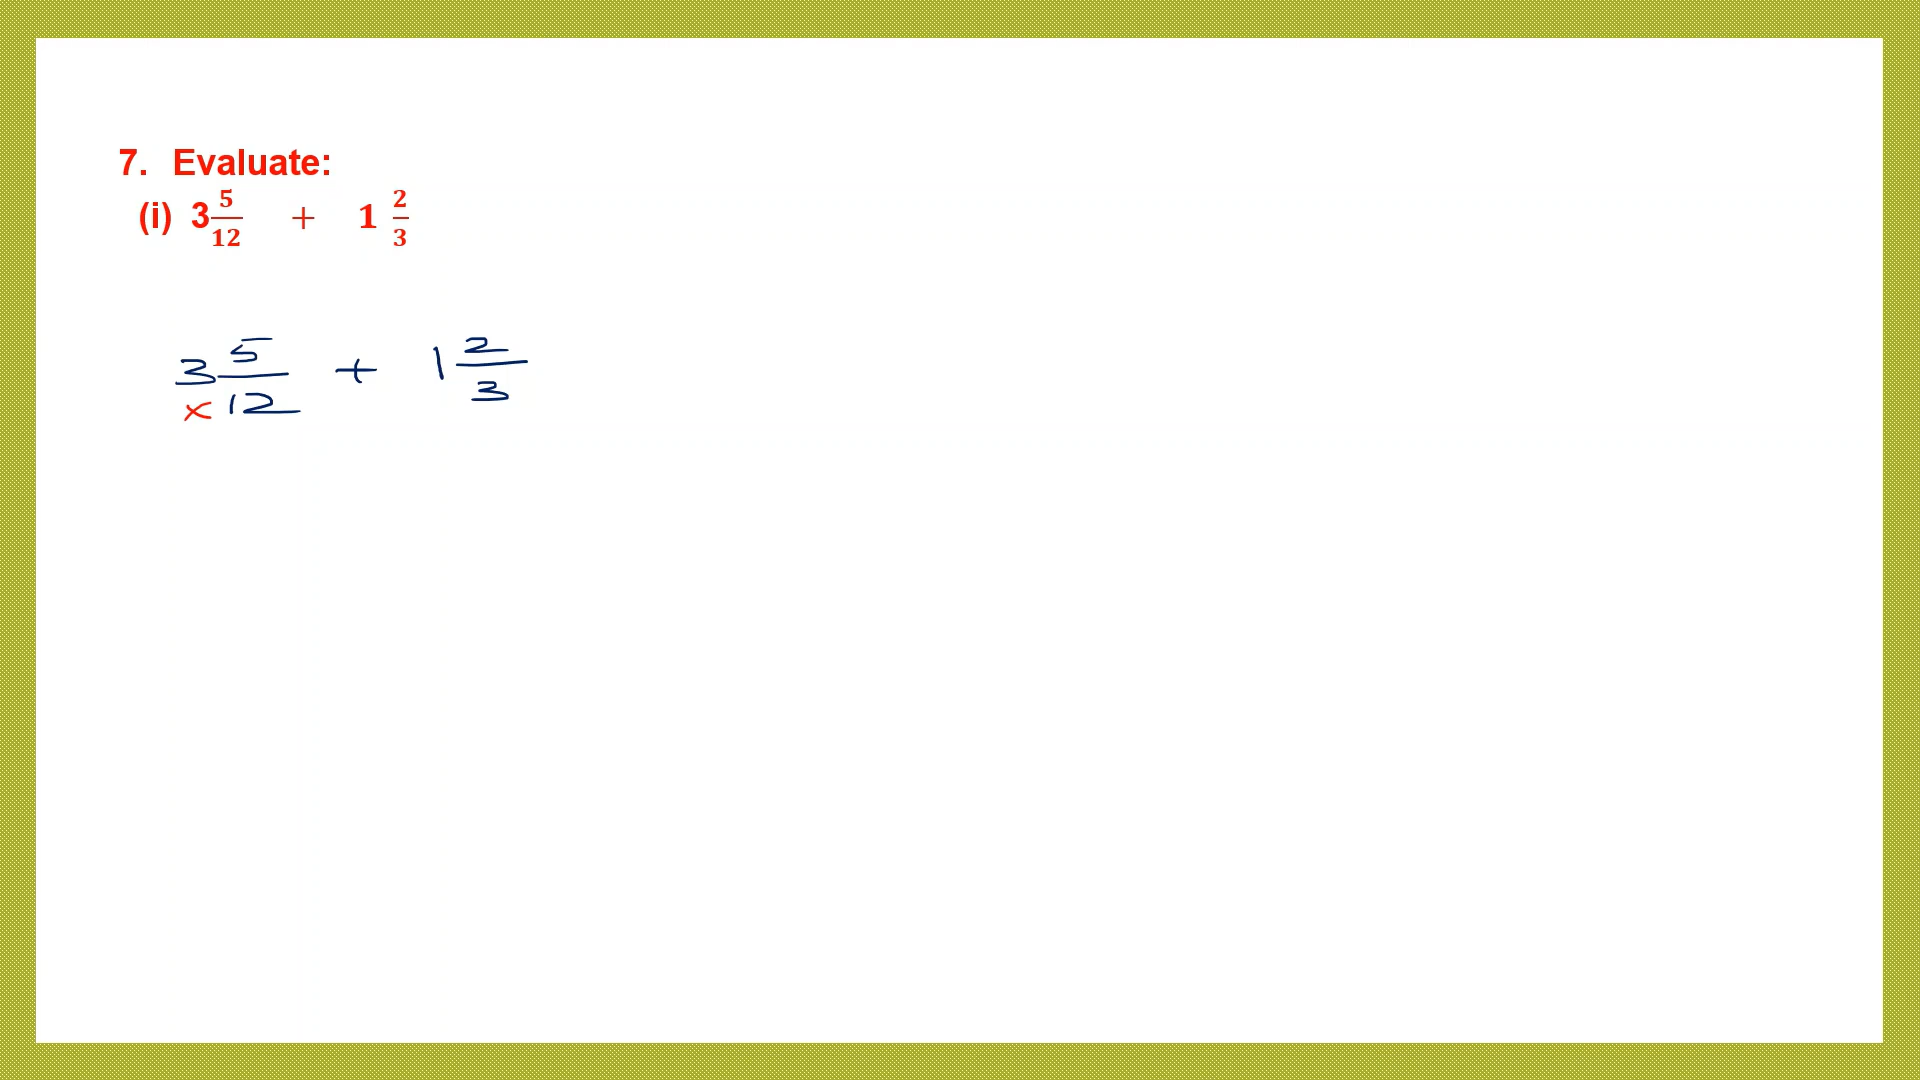 7. Evaluate:
(i) 3 5/12 + 1 2/3
3 5/12 + 1 2/3
×